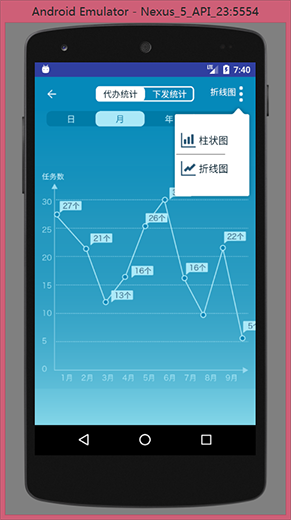 Android Emulator - Nexus_5_API_23:5554
7:40
代办统计 下发统计 折线图
日 月 年
柱状图
折线图
任务数
30
27个
26个
25
21个
22个
20
16个
16个
15
13个
10
5
0
1月 2月 3月 4月 5月 6月 7月 8月 9月